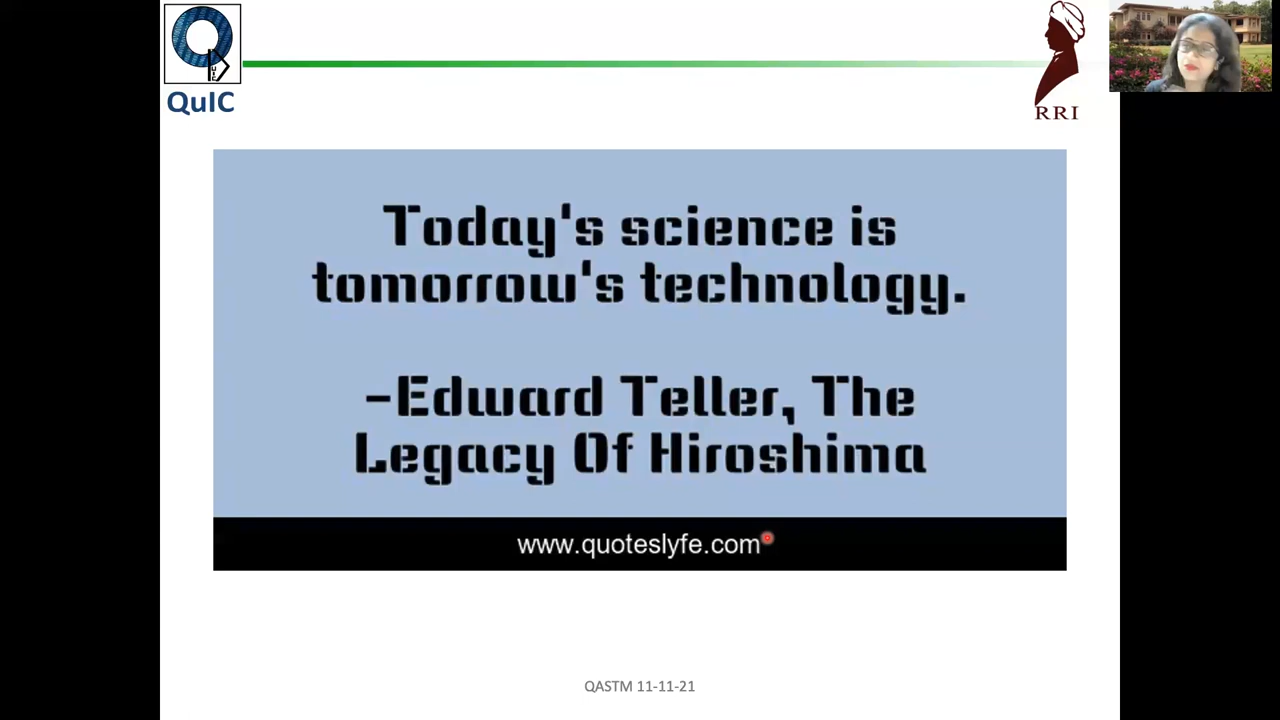 QuIC
RRI
Today's science is
tomorrow's technology.
-Edward Teller, The
Legacy Of Hiroshima
www.quoteslyfe.com
QASTM 11-11-21